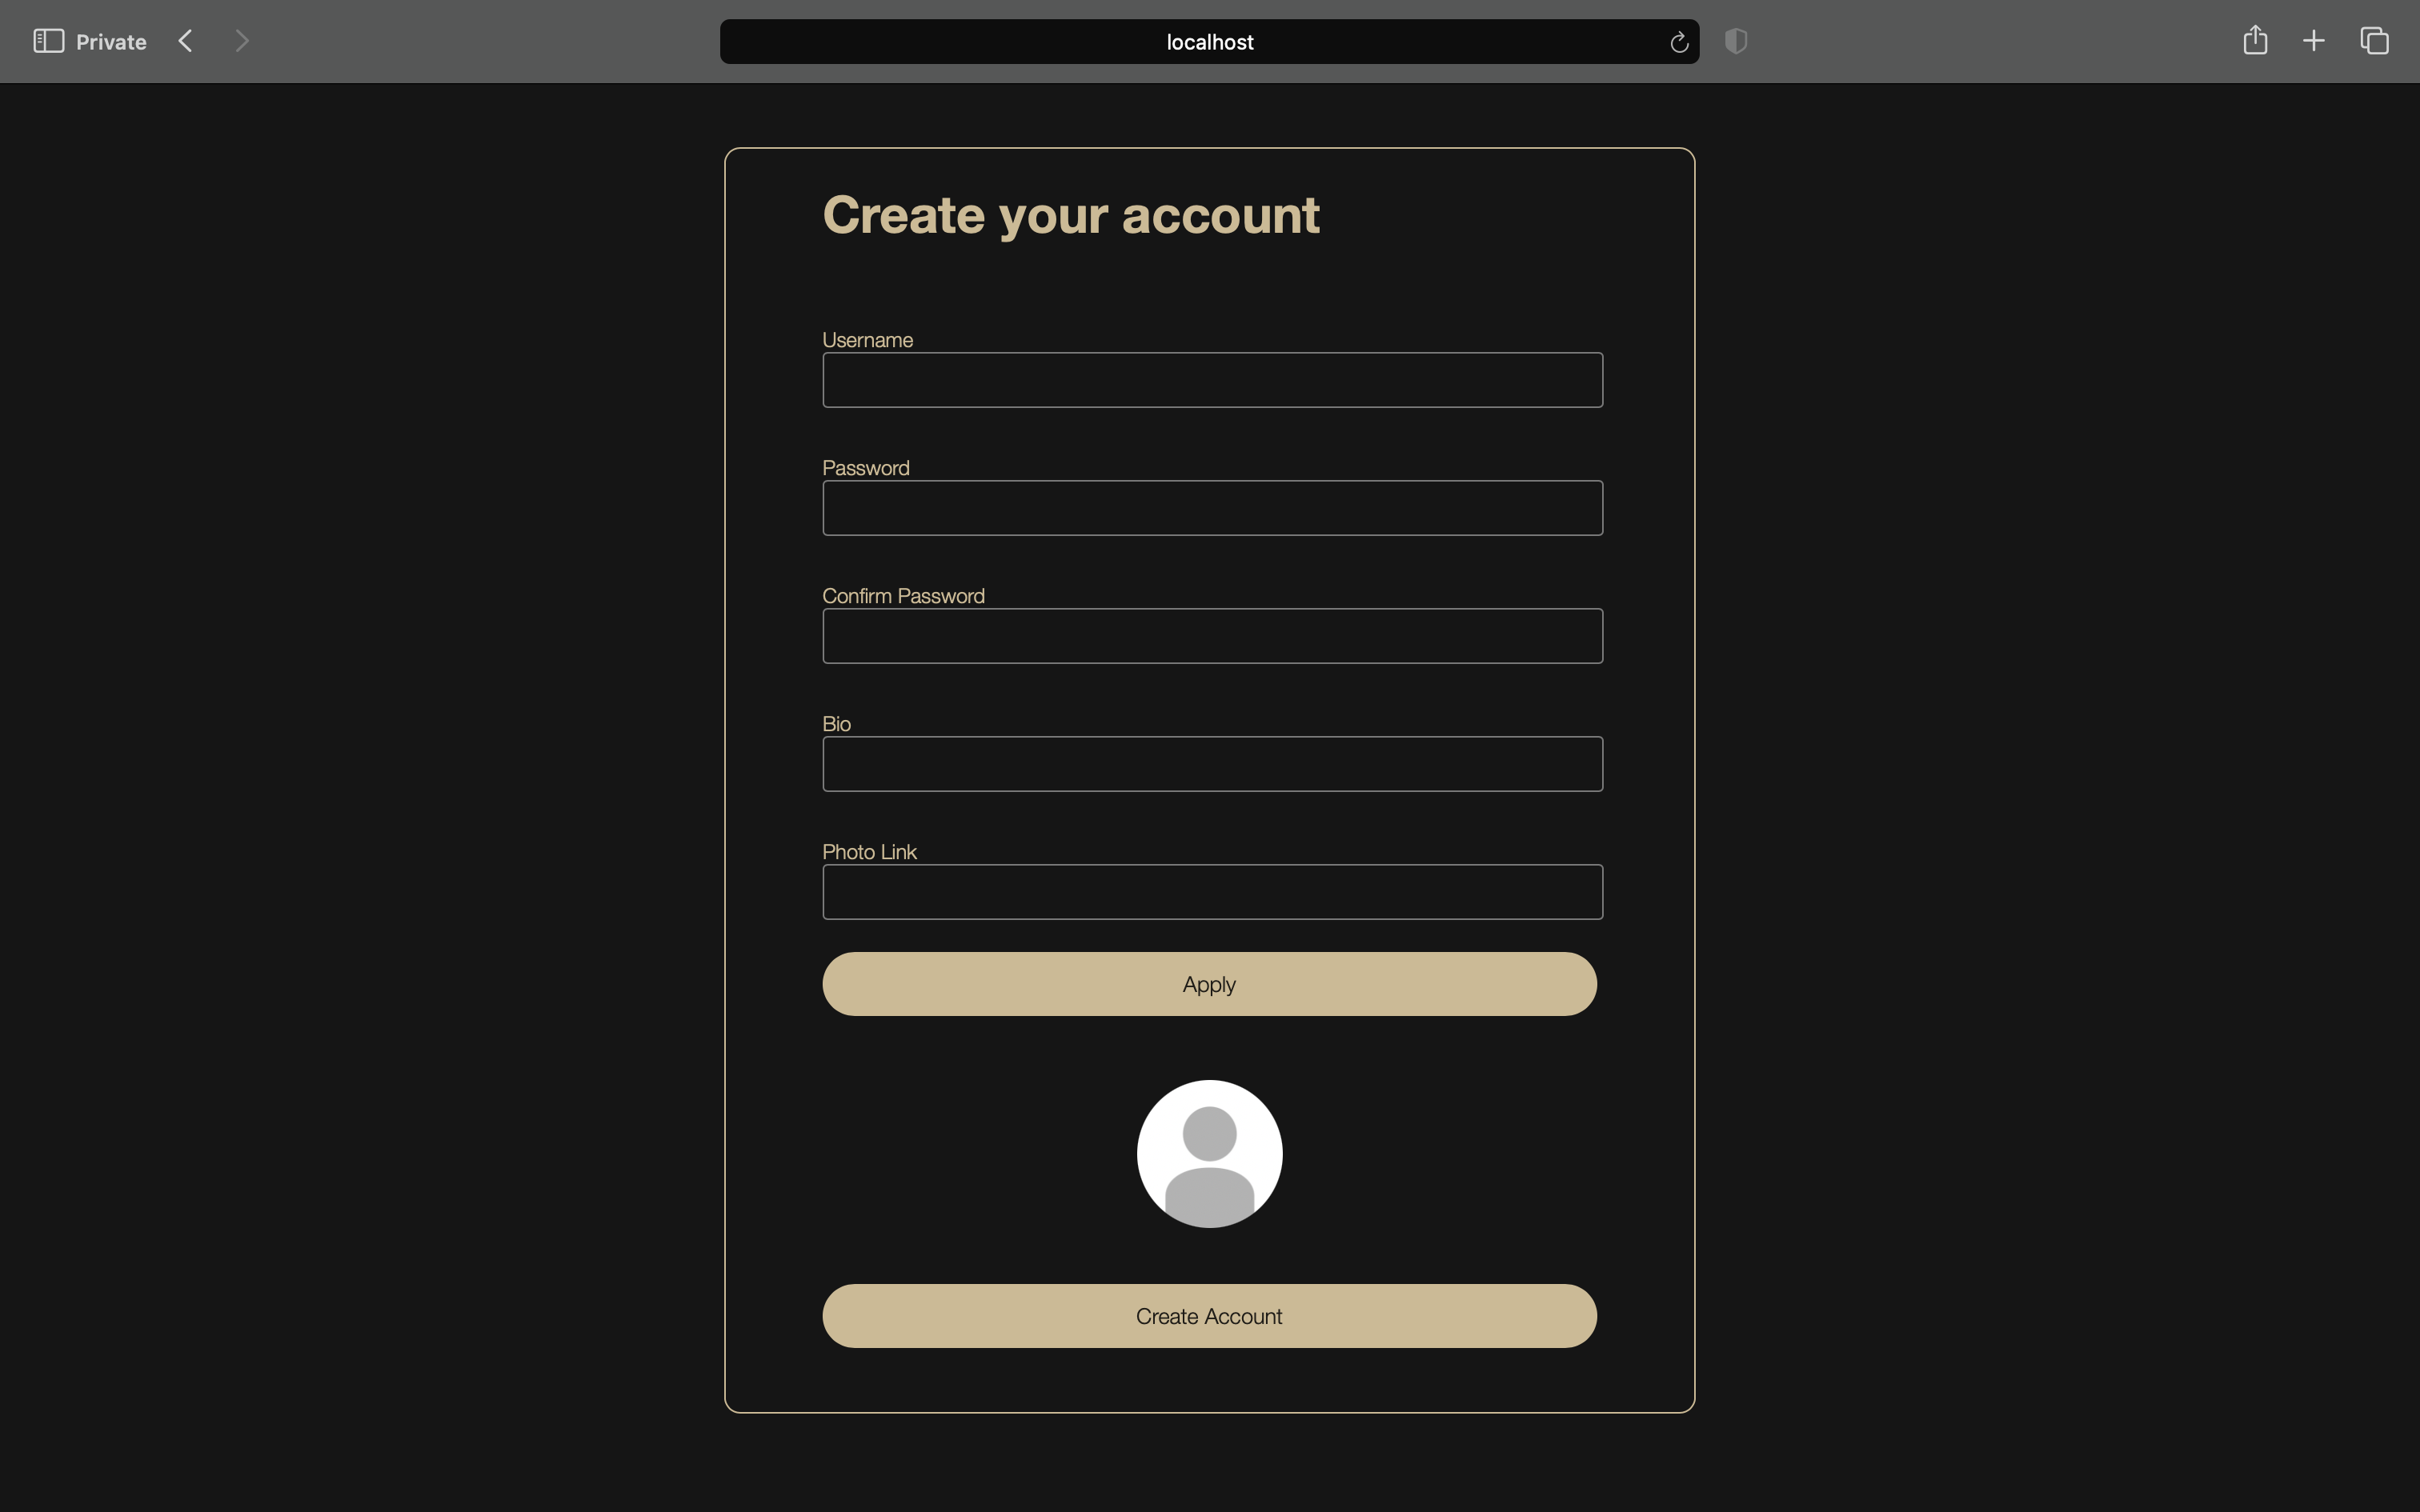 Private
localhost
Create your account
Username
Password
Confirm Password
Bio
Photo Link
Apply
Create Account